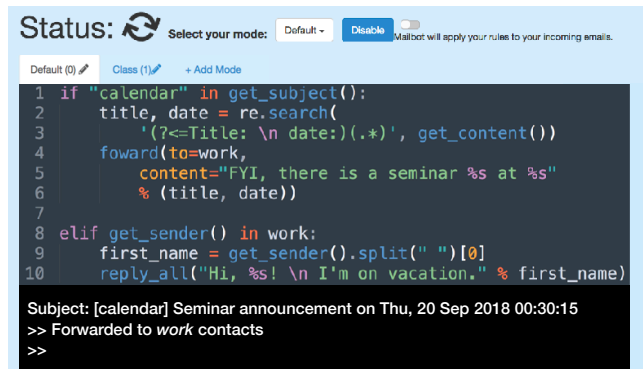 Status: Select your mode: Default Disable Mailbot will apply your rules to your incoming emails.
Default (0) Class (1) + Add Mode
1 if "calendar" in get_subject():
2 title, date = re.search(
3 '(?<=Title: \n date:)(.*)', get_content())
4 foward(to=work,
5 content="FYI, there is a seminar %s at %s"
6 % (title, date))
7
8 elif get_sender() in work:
9 first_name = get_sender().split(" ")[0]
10 reply_all("Hi, %s! \n I'm on vacation." % first_name)
Subject: [calendar] Seminar announcement on Thu, 20 Sep 2018 00:30:15
>> Forwarded to work contacts
>>